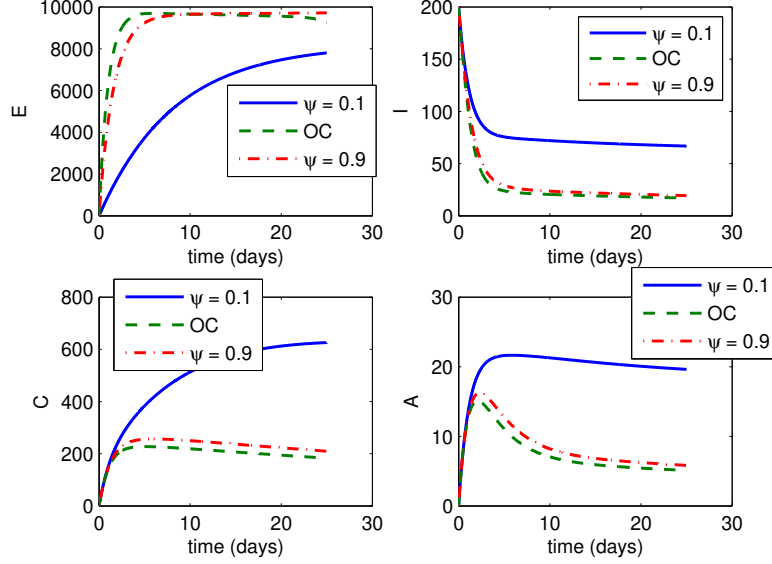 10000
8000
6000
4000
2000
0
E
0
10
20
30
time (days)
ψ = 0.1
OC
ψ = 0.9
200
150
100
50
0
I
0
10
20
30
time (days)
ψ = 0.1
OC
ψ = 0.9
800
600
400
200
0
C
0
10
20
30
time (days)
ψ = 0.1
OC
ψ = 0.9
30
20
10
0
A
0
10
20
30
time (days)
ψ = 0.1
OC
ψ = 0.9